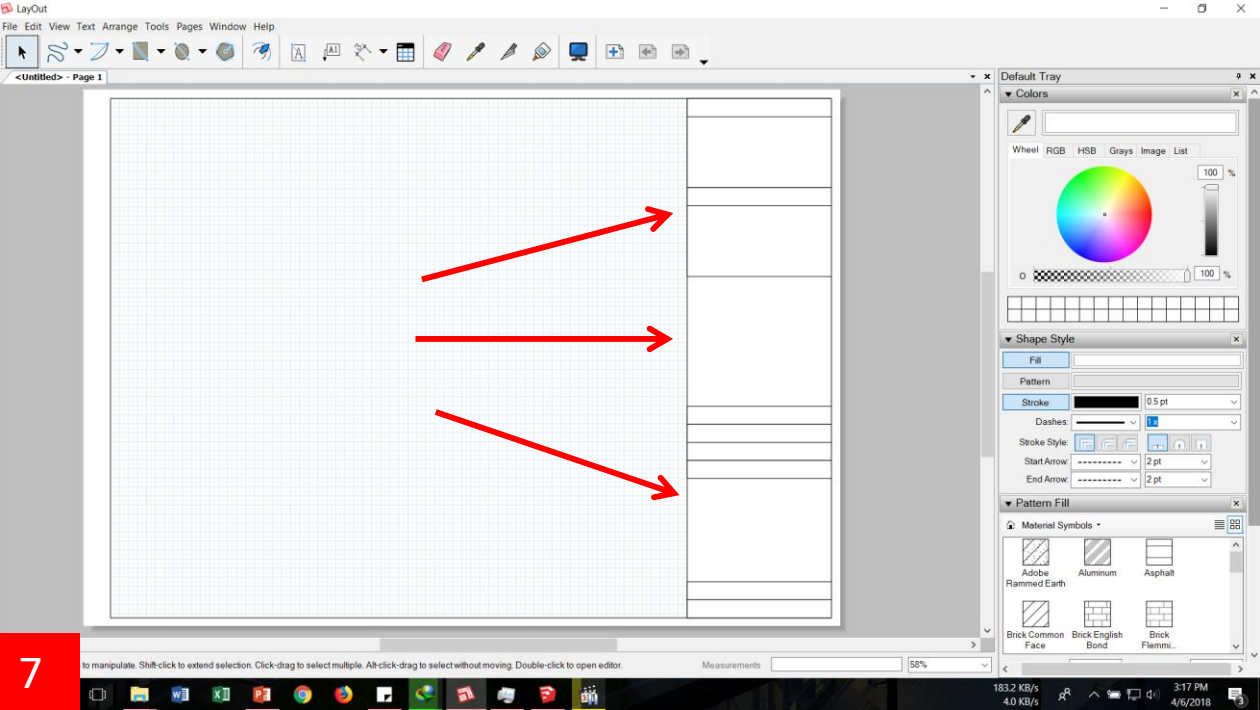 LayOut
File Edit View Text Arrange Tools Pages Window Help
A
A1
<Untitled> - Page 1
Default Tray
Colors
Wheel RGB HSB Grays Image List
100 %
O
100 %
Shape Style
Fill
Pattern
Stroke
0.5 pt
Dashes:
1 x
Stroke Style:
Start Arrow:
2 pt
End Arrow:
2 pt
Pattern Fill
Material Symbols
Adobe Rammed Earth
Aluminum
Asphalt
Brick Common Face
Brick English Bond
Brick Flemmi...
7
to manipulate. Shift-click to extend selection. Click-drag to select multiple. Alt-click-drag to select without moving. Double-click to open editor.
Measurements
58%
183.2 KB/s
4.0 KB/s
3:17 PM
4/6/2018
3